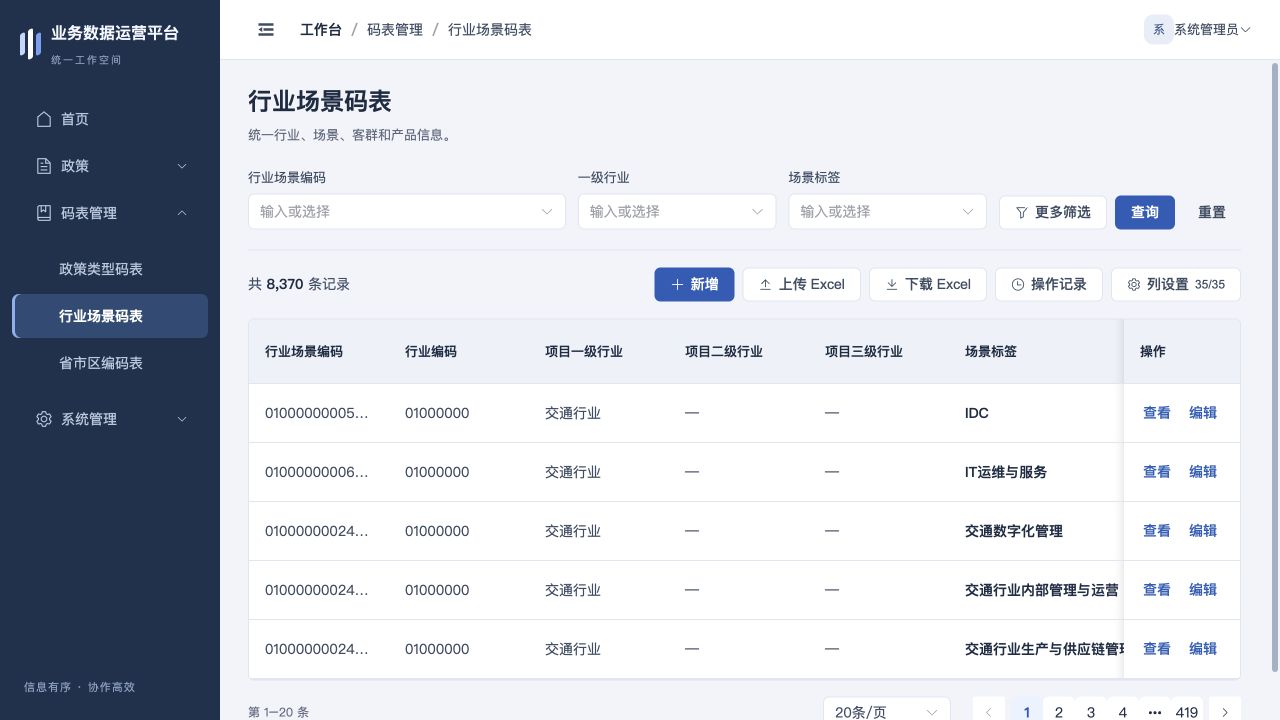 业务数据运营平台
统一工作空间
首页
政策
码表管理
政策类型码表
行业场景码表
省市区编码表
系统管理
信息有序 · 协作高效
工作台 / 码表管理 / 行业场景码表
系 系统管理员
行业场景码表
统一行业、场景、客群和产品信息。
行业场景编码 一级行业 场景标签
输入或选择 输入或选择 输入或选择 更多筛选 查询 重置
共 8,370 条记录 新增 上传 Excel 下载 Excel 操作记录 列设置 35/35
行业场景编码 行业编码 项目一级行业 项目二级行业 项目三级行业 场景标签 操作
01000000005... 01000000 交通行业 — — IDC 查看 编辑
01000000006... 01000000 交通行业 — — IT运维与服务 查看 编辑
01000000024... 01000000 交通行业 — — 交通数字化管理 查看 编辑
01000000024... 01000000 交通行业 — — 交通行业内部管理与运营 查看 编辑
01000000024... 01000000 交通行业 — — 交通行业生产与供应链管 查看 编辑
第 1—20 条 20条/页 1 2 3 4 ••• 419